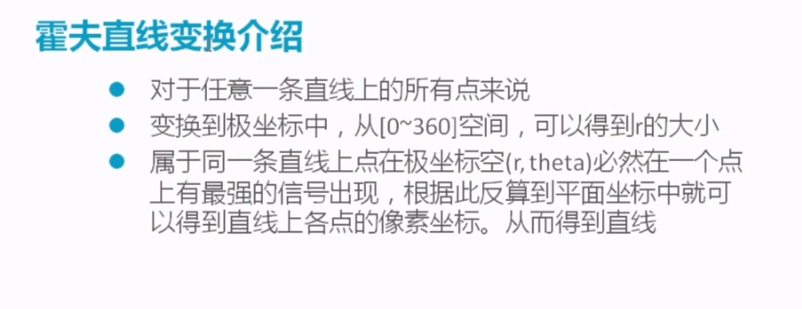 霍夫直线变换介绍
对于任意一条直线上的所有点来说
变换到极坐标中，从[0~360]空间，可以得到r的大小
属于同一条直线上点在极坐标空(r,theta)必然在一个点
上有最强的信号出现，根据此反算到平面坐标中就可
以得到直线上各点的像素坐标。从而得到直线